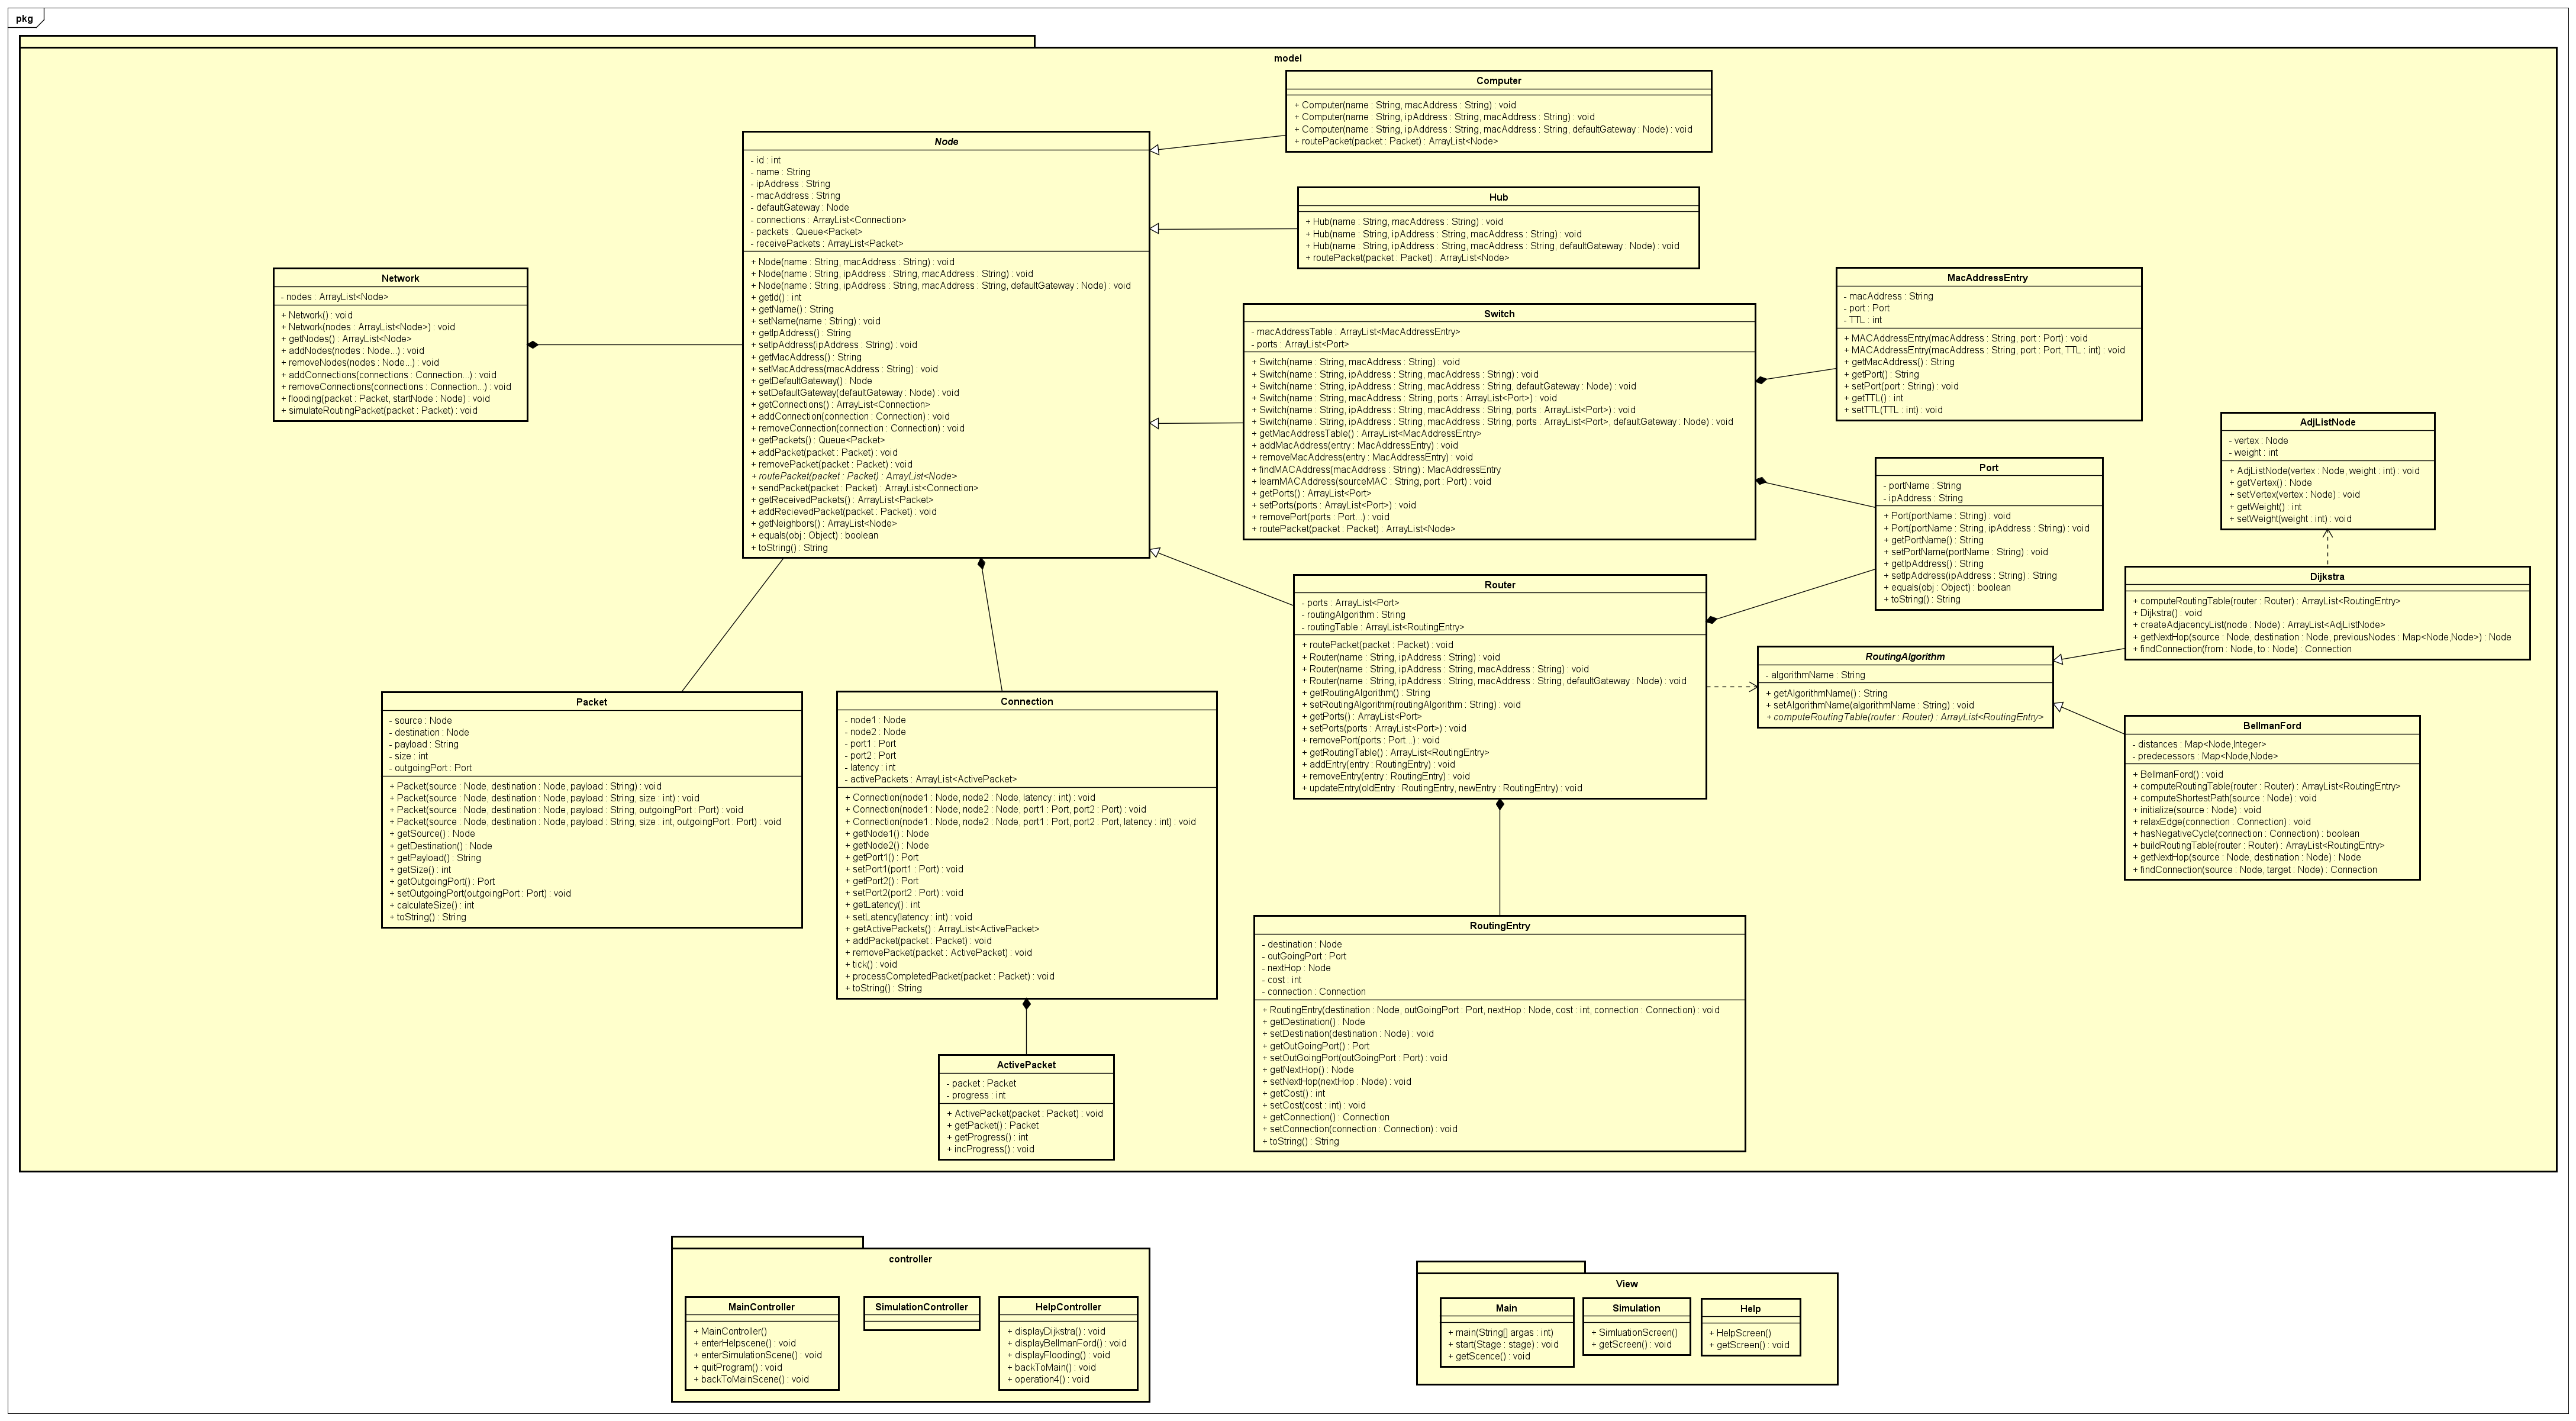 pkg
model
Computer
+ Computer(name : String, macAddress : String) : void
+ Computer(name : String, ipAddress : String, macAddress : String) : void
+ Computer(name : String, ipAddress : String, macAddress : String, defaultGateway : Node) : void
+ routePacket(packet : Packet) : ArrayList<Node>
Node
- id : int
- name : String
- ipAddress : String
- macAddress : String
- defaultGateway : Node
- connections : ArrayList<Connection>
- packets : Queue<Packet>
- receivePackets : ArrayList<Packet>
+ Node(name : String, macAddress : String) : void
+ Node(name : String, ipAddress : String, macAddress : String) : void
+ Node(name : String, ipAddress : String, macAddress : String, defaultGateway : Node) : void
+ getId() : int
+ getName() : String
+ setName(name : String) : void
+ getIpAddress() : String
+ setIpAddress(ipAddress : String) : void
+ getMacAddress() : String
+ setMacAddress(macAddress : String) : void
+ getDefaultGateway() : Node
+ setDefaultGateway(defaultGateway : Node) : void
+ getConnections() : ArrayList<Connection>
+ addConnection(connection : Connection) : void
+ removeConnection(connection : Connection) : void
+ getPackets() : Queue<Packet>
+ addPacket(packet : Packet) : void
+ removePacket(packet : Packet) : void
+ routePacket(packet : Packet) : ArrayList<Node>
+ sendPacket(packet : Packet) : ArrayList<Connection>
+ getReceivedPackets() : ArrayList<Packet>
+ addRecievedPacket(packet : Packet) : void
+ getNeighbors() : ArrayList<Node>
+ equals(obj : Object) : boolean
+ toString() : String
Hub
+ Hub(name : String, macAddress : String) : void
+ Hub(name : String, ipAddress : String, macAddress : String) : void
+ Hub(name : String, ipAddress : String, macAddress : String, defaultGateway : Node) : void
+ routePacket(packet : Packet) : ArrayList<Node>
Network
- nodes : ArrayList<Node>
+ Network() : void
+ Network(nodes : ArrayList<Node>) : void
+ getNodes() : ArrayList<Node>
+ addNodes(nodes : Node...) : void
+ removeNodes(nodes : Node...) : void
+ addConnections(connections : Connection...) : void
+ removeConnections(connections : Connection...) : void
+ flooding(packet : Packet, startNode : Node) : void
+ simulateRoutingPacket(packet : Packet) : void
Switch
- macAddressTable : ArrayList<MacAddressEntry>
- ports : ArrayList<Port>
+ Switch(name : String, macAddress : String) : void
+ Switch(name : String, ipAddress : String, macAddress : String) : void
+ Switch(name : String, ipAddress : String, macAddress : String, defaultGateway : Node) : void
+ Switch(name : String, macAddress : String, ports : ArrayList<Port>) : void
+ Switch(name : String, ipAddress : String, macAddress : String, ports : ArrayList<Port>) : void
+ Switch(name : String, ipAddress : String, macAddress : String, ports : ArrayList<Port>, defaultGateway : Node) : void
+ getMacAddressTable() : ArrayList<MacAddressEntry>
+ addMacAddress(entry : MacAddressEntry) : void
+ removeMacAddress(entry : MacAddressEntry) : void
+ findMACAddress(macAddress : String) : MacAddressEntry
+ learnMACAddress(sourceMAC : String, port : Port) : void
+ getPorts() : ArrayList<Port>
+ setPorts(ports : ArrayList<Port>) : void
+ removePort(ports : Port...) : void
+ routePacket(packet : Packet) : ArrayList<Node>
MacAddressEntry
- macAddress : String
- port : Port
- TTL : int
+ MACAddressEntry(macAddress : String, port : Port) : void
+ MACAddressEntry(macAddress : String, port : Port, TTL : int) : void
+ getMacAddress() : String
+ getPort() : String
+ setPort(port : String) : void
+ getTTL() : int
+ setTTL(TTL : int) : void
AdjListNode
- vertex : Node
- weight : int
+ AdjListNode(vertex : Node, weight : int) : void
+ getVertex() : Node
+ setVertex(vertex : Node) : void
+ getWeight() : int
+ setWeight(weight : int) : void
Port
- portName : String
- ipAddress : String
+ Port(portName : String) : void
+ Port(portName : String, ipAddress : String) : void
+ getPortName() : String
+ setPortName(portName : String) : void
+ getIpAddress() : String
+ setIpAddress(ipAddress : String) : String
+ equals(obj : Object) : boolean
+ toString() : String
Dijkstra
+ computeRoutingTable(router : Router) : ArrayList<RoutingEntry>
+ Dijkstra() : void
+ createAdjacencyList(node : Node) : ArrayList<AdjListNode>
+ getNextHop(source : Node, destination : Node, previousNodes : Map<Node,Node>) : Node
+ findConnection(from : Node, to : Node) : Connection
Router
- ports : ArrayList<Port>
- routingAlgorithm : String
- routingTable : ArrayList<RoutingEntry>
+ routePacket(packet : Packet) : void
+ Router(name : String, ipAddress : String) : void
+ Router(name : String, ipAddress : String, macAddress : String) : void
+ Router(name : String, ipAddress : String, macAddress : String, defaultGateway : Node) : void
+ getRoutingAlgorithm() : String
+ setRoutingAlgorithm(routingAlgorithm : String) : void
+ getPorts() : ArrayList<Port>
+ setPorts(ports : ArrayList<Port>) : void
+ removePort(ports : Port...) : void
+ getRoutingTable() : ArrayList<RoutingEntry>
+ addEntry(entry : RoutingEntry) : void
+ removeEntry(entry : RoutingEntry) : void
+ updateEntry(oldEntry : RoutingEntry, newEntry : RoutingEntry) : void
RoutingAlgorithm
- algorithmName : String
+ getAlgorithmName() : String
+ setAlgorithmName(algorithmName : String) : void
+ computeRoutingTable(router : Router) : ArrayList<RoutingEntry>
BellmanFord
- distances : Map<Node,Integer>
- predecessors : Map<Node,Node>
+ BellmanFord() : void
+ computeRoutingTable(router : Router) : ArrayList<RoutingEntry>
+ computeShortestPath(source : Node) : void
+ initialize(source : Node) : void
+ relaxEdge(connection : Connection) : void
+ hasNegativeCycle(connection : Connection) : boolean
+ buildRoutingTable(router : Router) : ArrayList<RoutingEntry>
+ getNextHop(source : Node, destination : Node) : Node
+ findConnection(source : Node, target : Node) : Connection
Packet
- source : Node
- destination : Node
- payload : String
- size : int
- outgoingPort : Port
+ Packet(source : Node, destination : Node, payload : String) : void
+ Packet(source : Node, destination : Node, payload : String, size : int) : void
+ Packet(source : Node, destination : Node, payload : String, outgoingPort : Port) : void
+ Packet(source : Node, destination : Node, payload : String, size : int, outgoingPort : Port) : void
+ getSource() : Node
+ getDestination() : Node
+ getPayload() : String
+ getSize() : int
+ getOutgoingPort() : Port
+ setOutgoingPort(outgoingPort : Port) : void
+ calculateSize() : int
+ toString() : String
Connection
- node1 : Node
- node2 : Node
- port1 : Port
- port2 : Port
- latency : int
- activePackets : ArrayList<ActivePacket>
+ Connection(node1 : Node, node2 : Node, latency : int) : void
+ Connection(node1 : Node, node2 : Node, port1 : Port, port2 : Port) : void
+ Connection(node1 : Node, node2 : Node, port1 : Port, port2 : Port, latency : int) : void
+ getNode1() : Node
+ getNode2() : Node
+ getPort1() : Port
+ setPort1(port1 : Port) : void
+ getPort2() : Port
+ setPort2(port2 : Port) : void
+ getLatency() : int
+ setLatency(latency : int) : void
+ getActivePackets() : ArrayList<ActivePacket>
+ addPacket(packet : Packet) : void
+ removePacket(packet : ActivePacket) : void
+ tick() : void
+ processCompletedPacket(packet : Packet) : void
+ toString() : String
RoutingEntry
- destination : Node
- outGoingPort : Port
- nextHop : Node
- cost : int
- connection : Connection
+ RoutingEntry(destination : Node, outGoingPort : Port, nextHop : Node, cost : int, connection : Connection) : void
+ getDestination() : Node
+ setDestination(destination : Node) : void
+ getOutGoingPort() : Port
+ setOutGoingPort(outGoingPort : Port) : void
+ getNextHop() : Node
+ setNextHop(nextHop : Node) : void
+ getCost() : int
+ setCost(cost : int) : void
+ getConnection() : Connection
+ setConnection(connection : Connection) : void
+ toString() : String
ActivePacket
- packet : Packet
- progress : int
+ ActivePacket(packet : Packet) : void
+ getPacket() : Packet
+ getProgress() : int
+ incProgress() : void
controller
MainController
+ MainController()
+ enterHelpscene() : void
+ enterSimulationScene() : void
+ quitProgram() : void
+ backToMainScene() : void
SimulationController
HelpController
+ displayDijkstra() : void
+ displayBellmanFord() : void
+ displayFlooding() : void
+ backToMain() : void
+ operation4() : void
View
Main
+ main(String[] argas : int)
+ start(Stage : stage) : void
+ getScence() : void
Simulation
+ SimluationScreen()
+ getScreen() : void
Help
+ HelpScreen()
+ getScreen() : void